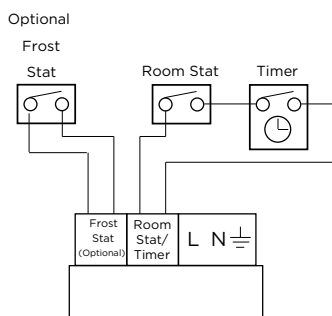 Optional
Frost
Stat
Room Stat
Timer
Frost
Stat
(Optional)
Room
Stat/
Timer
L N